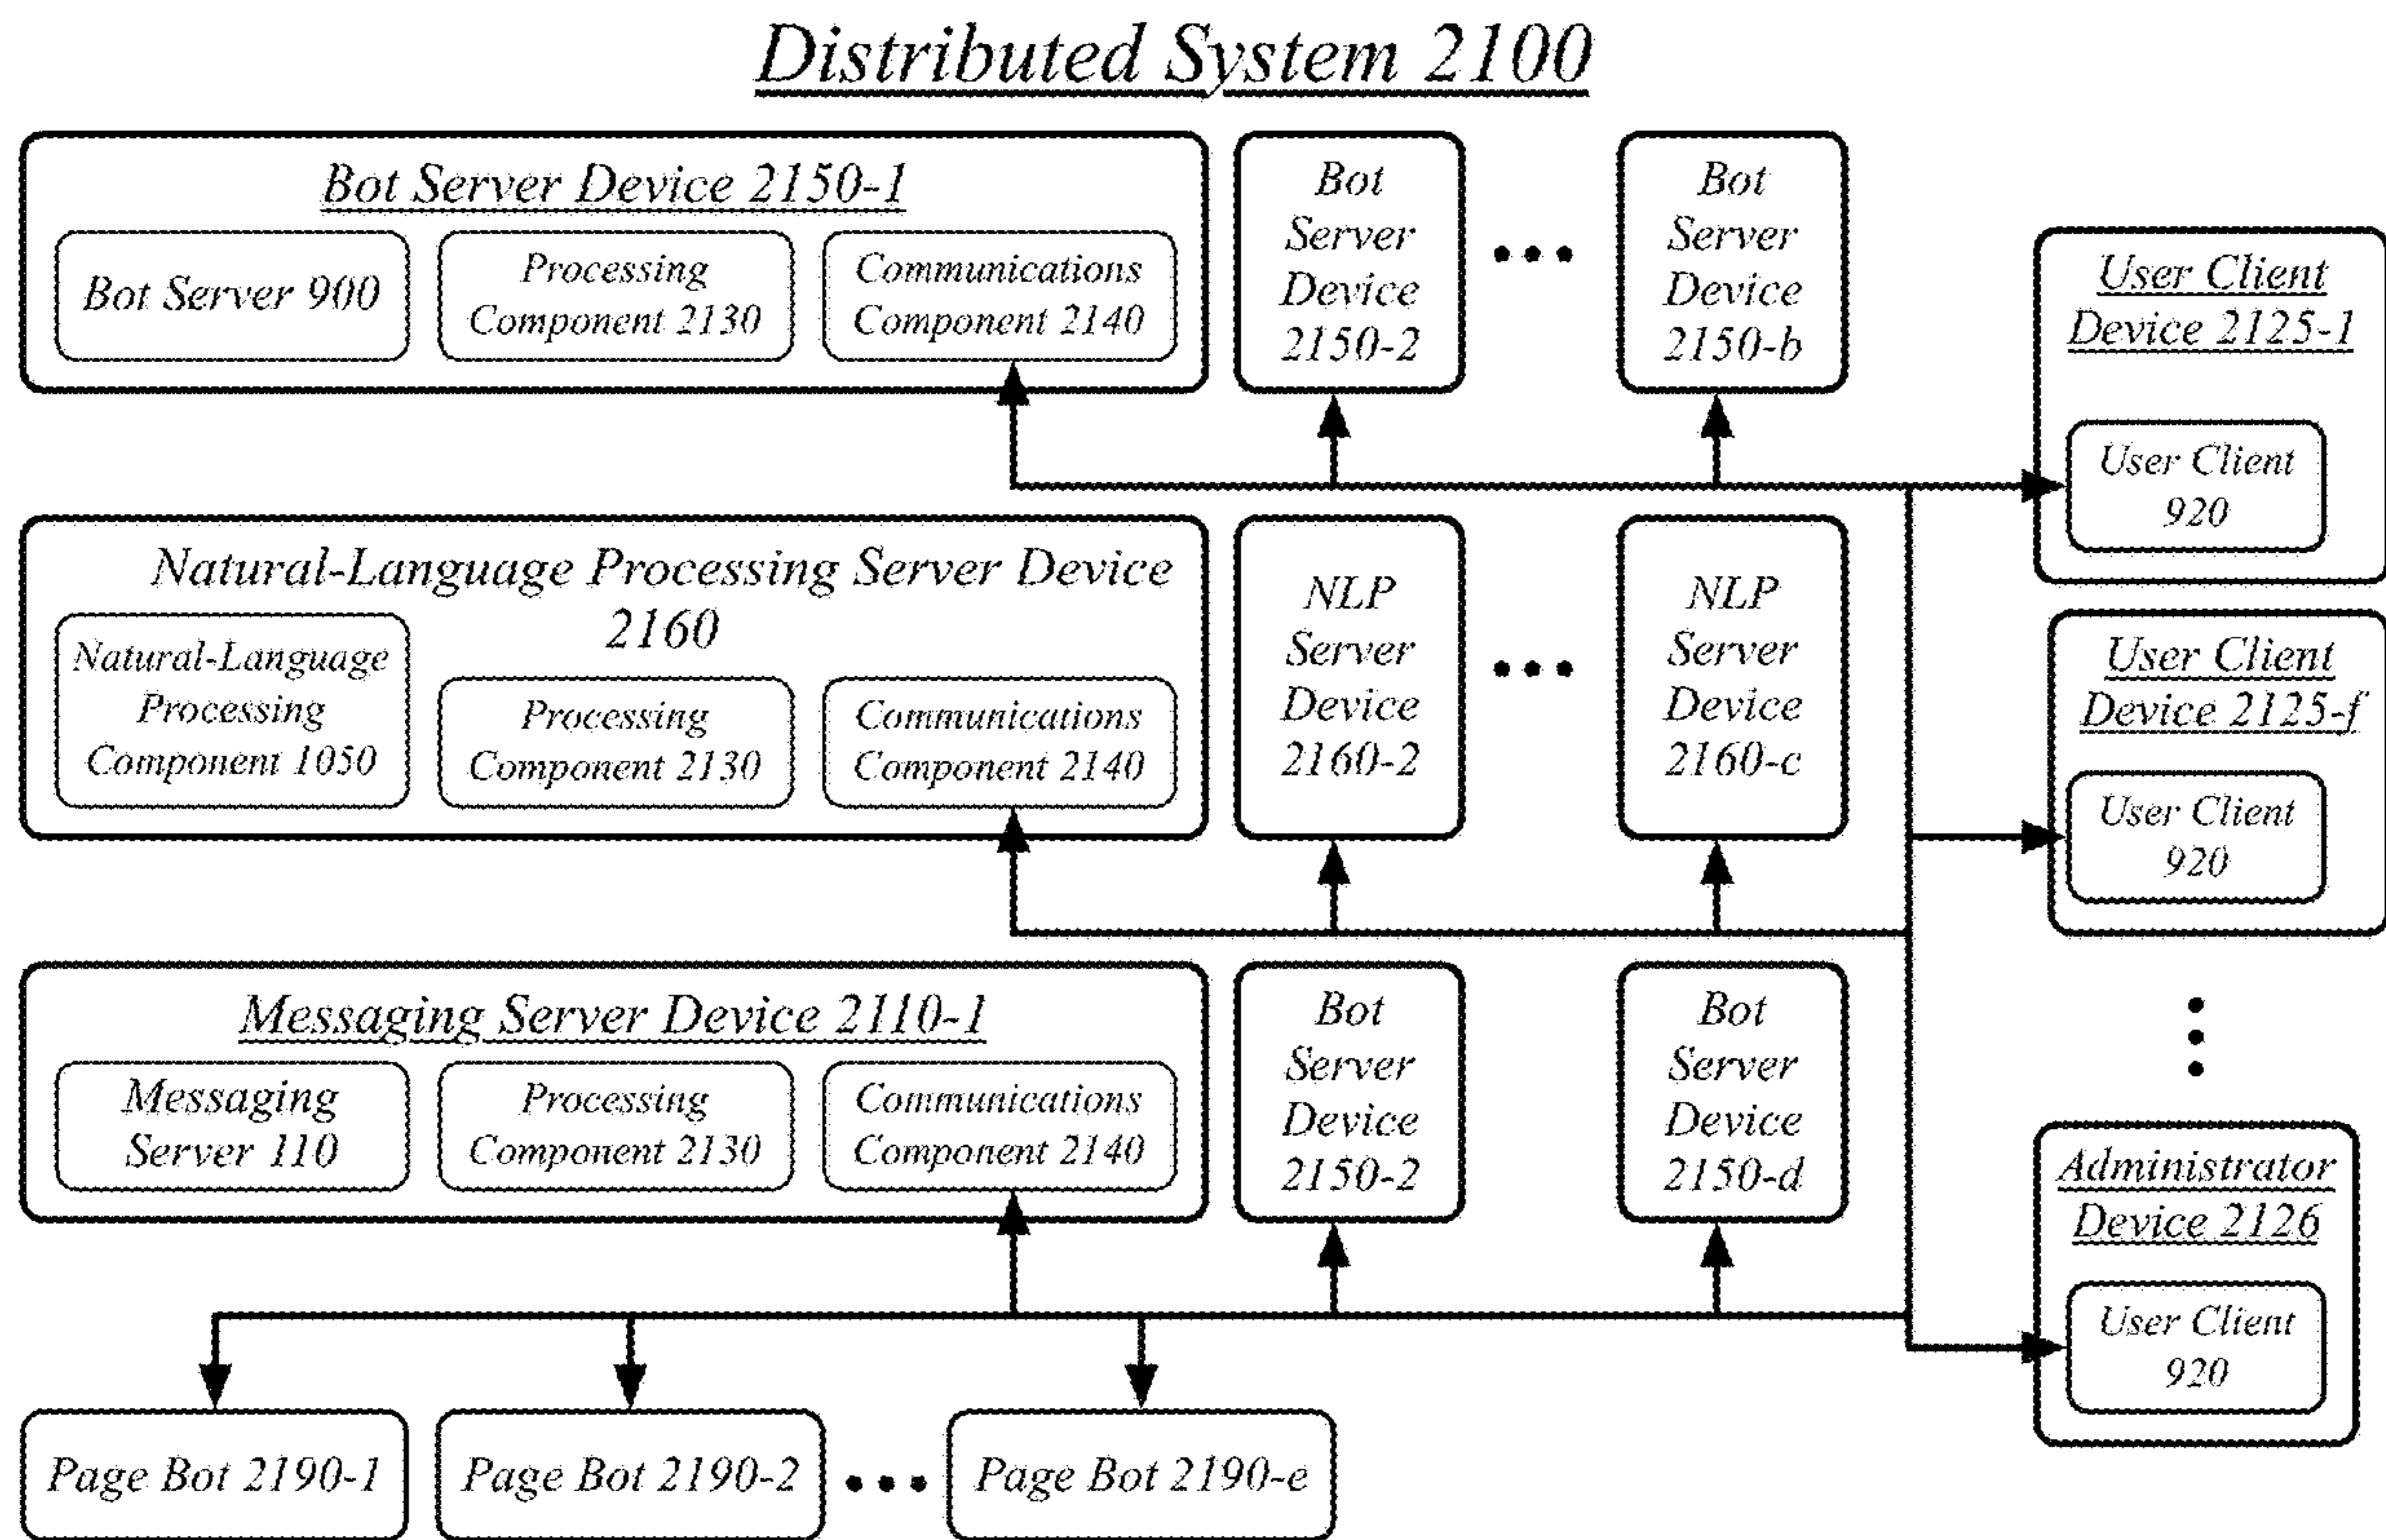 Distributed System 2100
Bot Server Device 2150-1
Bot Server 900
Processing
Component 2130
Communications
Component 2140
Bot
Server
Device
2150-2
Bot
Server
Device
2150-b
User Client
Device 2125-1
User Client
920
Natural-Language Processing Server Device
2160
Natural-Language
Processing
Component 1050
Processing
Component 2130
Communications
Component 2140
NLP
Server
Device
2160-2
NLP
Server
Device
2160-c
User Client
Device 2125-f
User Client
920
Messaging Server Device 2110-1
Messaging
Server 110
Processing
Component 2130
Communications
Component 2140
Bot
Server
Device
2150-2
Bot
Server
Device
2150-d
Administrator
Device 2126
User Client
920
Page Bot 2190-1
Page Bot 2190-2
Page Bot 2190-e